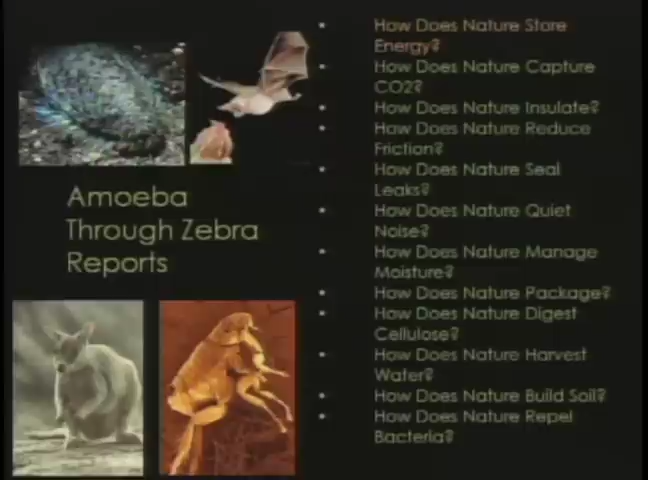 Amoeba
Through Zebra
Reports
• How Does Nature Store
Energy?
• How Does Nature Capture
CO2?
• How Does Nature Insulate?
• How Does Nature Reduce
Friction?
• How Does Nature Seal
Leaks?
• How Does Nature Quiet
Noise?
• How Does Nature Manage
Moisture?
• How Does Nature Package?
• How Does Nature Digest
Cellulose?
• How Does Nature Harvest
Water?
• How Does Nature Build Soil?
• How Does Nature Repel
Bacteria?